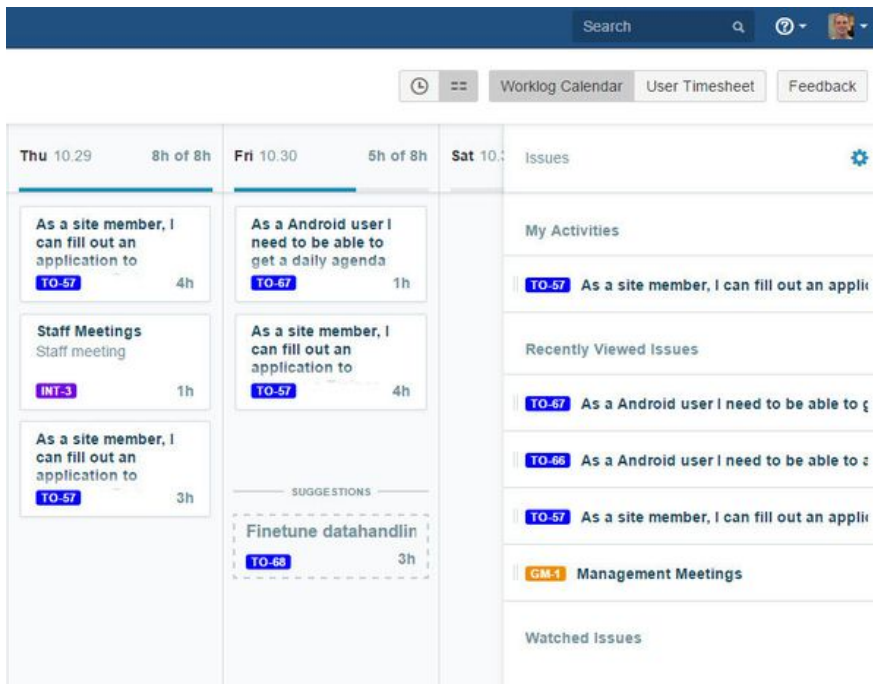 Search
Worklog Calendar User Timesheet Feedback
Thu 10.29 8h of 8h
As a site member, I
can fill out an
application to
TO-57 4h
Staff Meetings
Staff meeting
INT-3 1h
As a site member, I
can fill out an
application to
TO-57 3h
Fri 10.30 5h of 8h
As a Android user I
need to be able to
get a daily agenda
TO-67 1h
As a site member, I
can fill out an
application to
TO-57 4h
SUGGESTIONS
Finetune datahandlin
TO-68 3h
Sat 10.3
Issues
My Activities
TO-57 As a site member, I can fill out an applic
Recently Viewed Issues
TO-67 As a Android user I need to be able to g
TO-66 As a Android user I need to be able to a
TO-57 As a site member, I can fill out an applic
GM-1 Management Meetings
Watched Issues